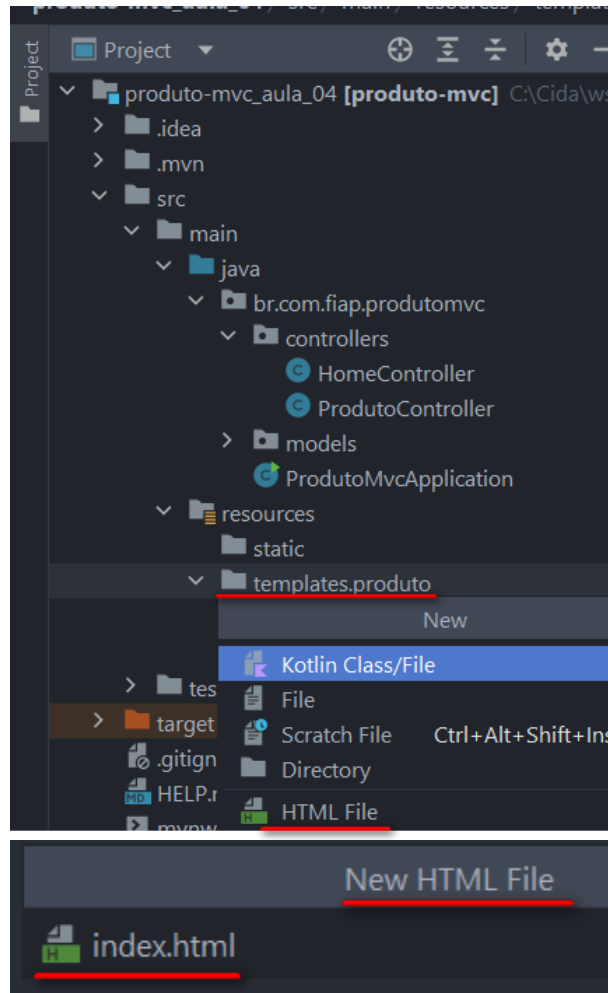 Project
Project
produto-mvc_aula_04 [produto-mvc] C:\Cida\ws
.idea
.mvn
src
main
java
br.com.fiap.produtomvc
controllers
HomeController
ProdutoController
models
ProdutoMvcApplication
resources
static
templates.produto
New
Kotlin Class/File
tes
File
target
Scratch File Ctrl+Alt+Shift+Ins
.gitign
Directory
HELP.r
HTML File
mvnw
New HTML File
index.html